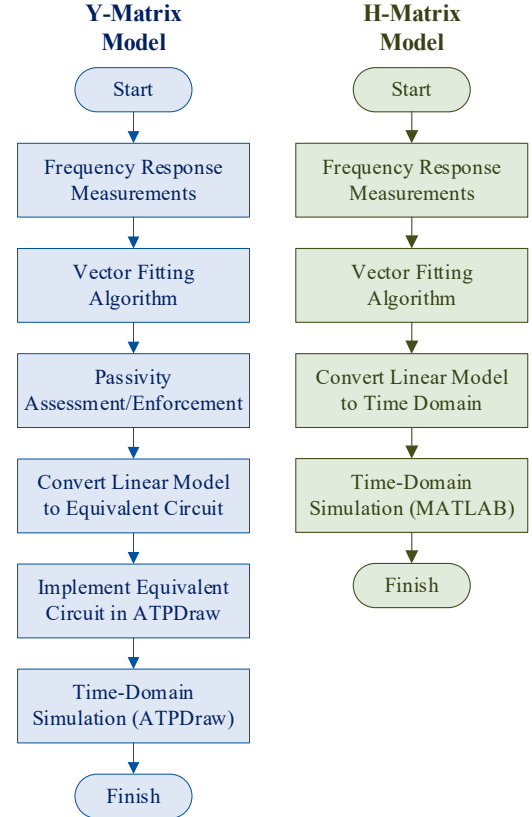 Y-Matrix
Model
Start
Frequency Response
Measurements
Vector Fitting
Algorithm
Passivity
Assessment/Enforcement
Convert Linear Model
to Equivalent Circuit
Implement Equivalent
Circuit in ATPDraw
Time-Domain
Simulation (ATPDraw)
Finish
H-Matrix
Model
Start
Frequency Response
Measurements
Vector Fitting
Algorithm
Convert Linear Model
to Time Domain
Time-Domain
Simulation (MATLAB)
Finish